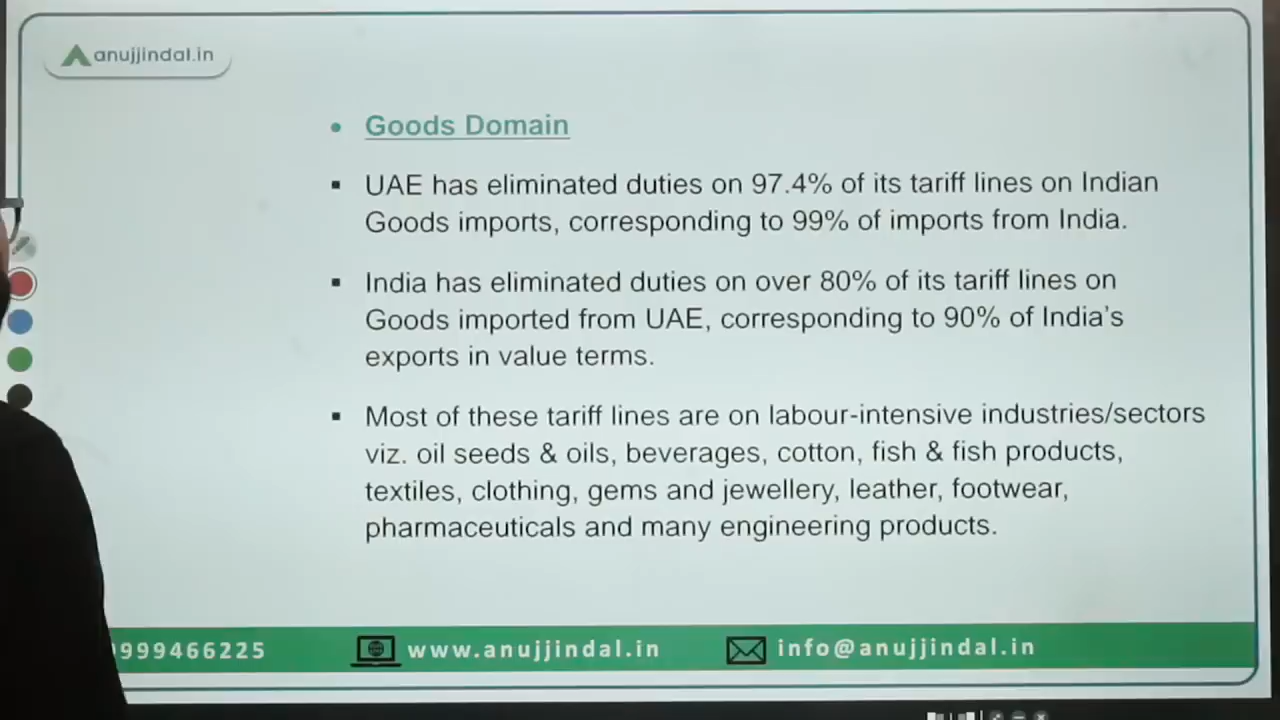 anujjindal.in
• Goods Domain
▪ UAE has eliminated duties on 97.4% of its tariff lines on Indian
Goods imports, corresponding to 99% of imports from India.
▪ India has eliminated duties on over 80% of its tariff lines on
Goods imported from UAE, corresponding to 90% of India's
exports in value terms.
▪ Most of these tariff lines are on labour-intensive industries/sectors
viz. oil seeds & oils, beverages, cotton, fish & fish products,
textiles, clothing, gems and jewellery, leather, footwear,
pharmaceuticals and many engineering products.
9999466225
www.anujjindal.in
info@anujjindal.in